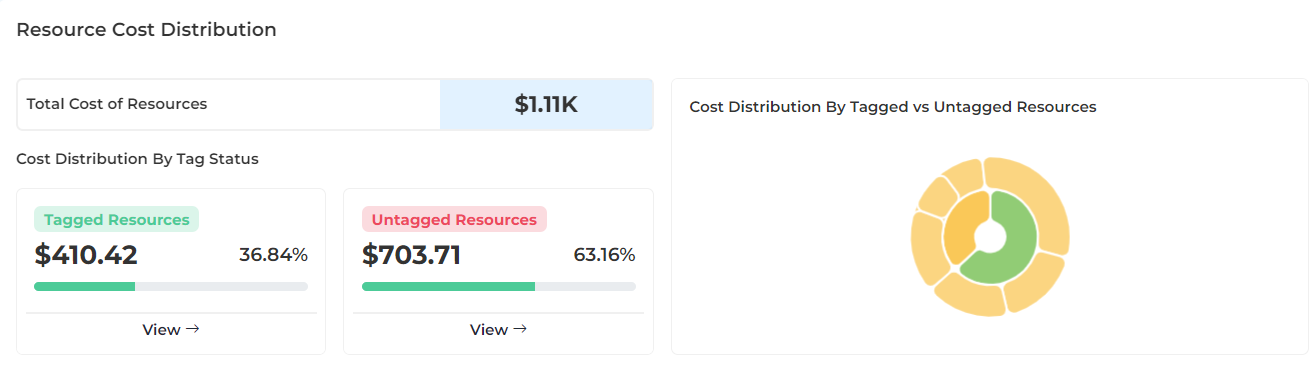 Resource Cost Distribution
Total Cost of Resources
$1.11K
Cost Distribution By Tag Status
Tagged Resources
$410.42
36.84%
View →
Untagged Resources
$703.71
63.16%
View →
Cost Distribution By Tagged vs Untagged Resources